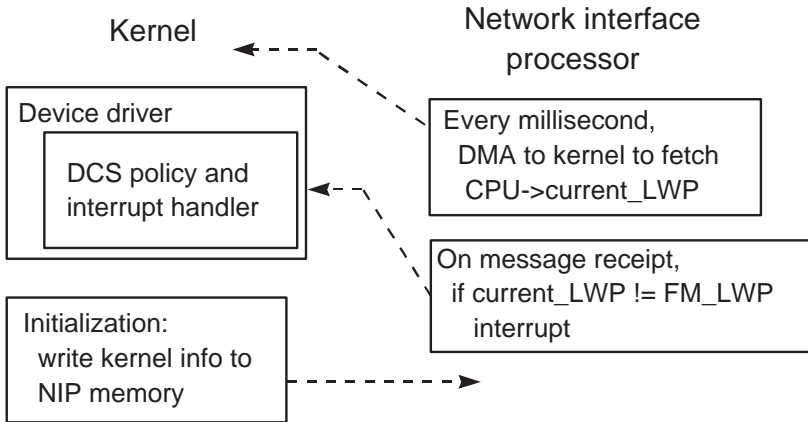 Kernel
Network interface
processor
Device driver
DCS policy and
interrupt handler
Every millisecond,
DMA to kernel to fetch
CPU->current_LWP
On message receipt,
if current_LWP != FM_LWP
interrupt
Initialization:
write kernel info to
NIP memory